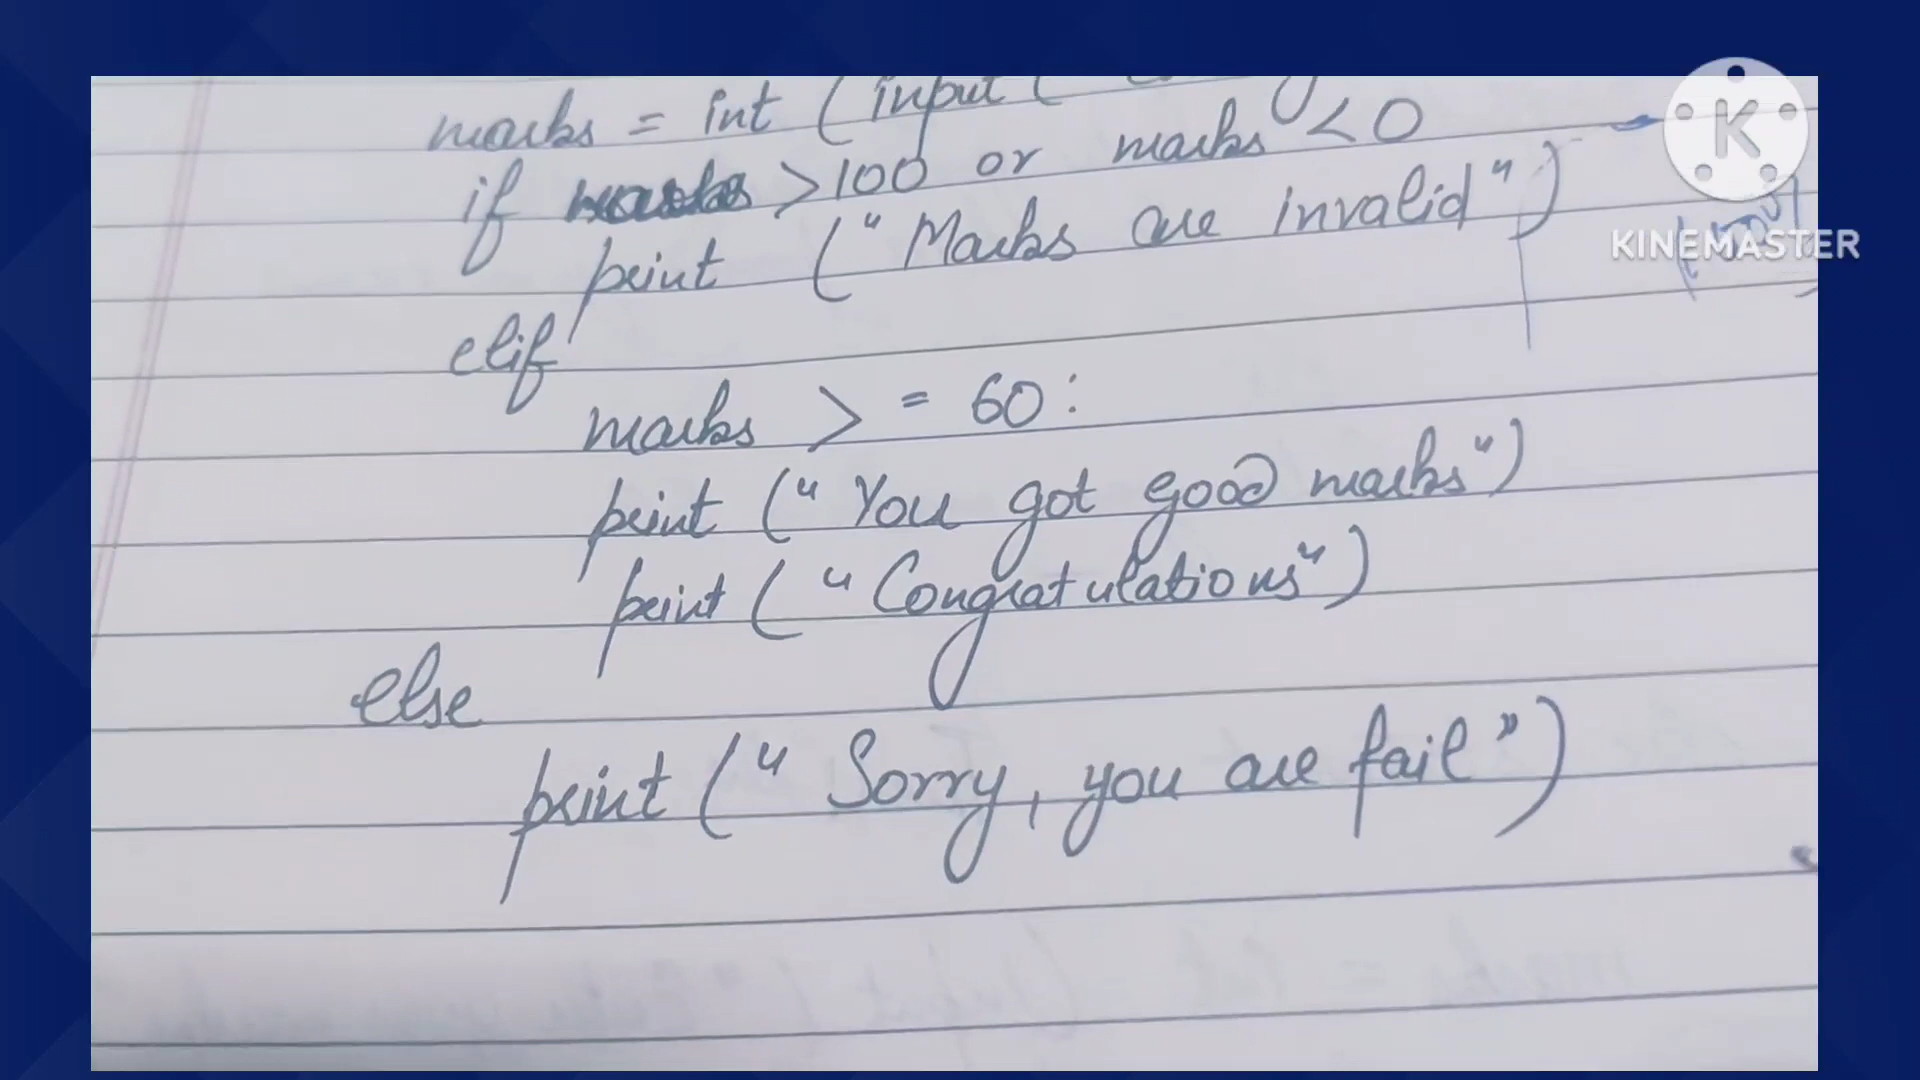 marks = int (input (
if marks >100 or marks <0
print (" Marks are invalid")
elif
marks > = 60:
print (" You got good marks")
print (" Congratulations")
else
print (" Sorry, you are fail")
K
KINEMASTER